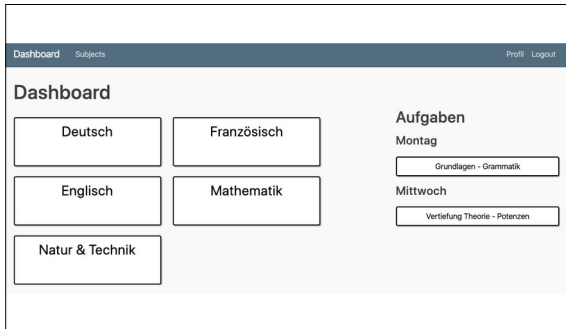 Dashboard Subjects Profil Logout
Dashboard
Deutsch
Französisch
Englisch
Mathematik
Natur & Technik
Aufgaben
Montag
Grundlagen - Grammatik
Mittwoch
Vertiefung Theorie - Potenzen